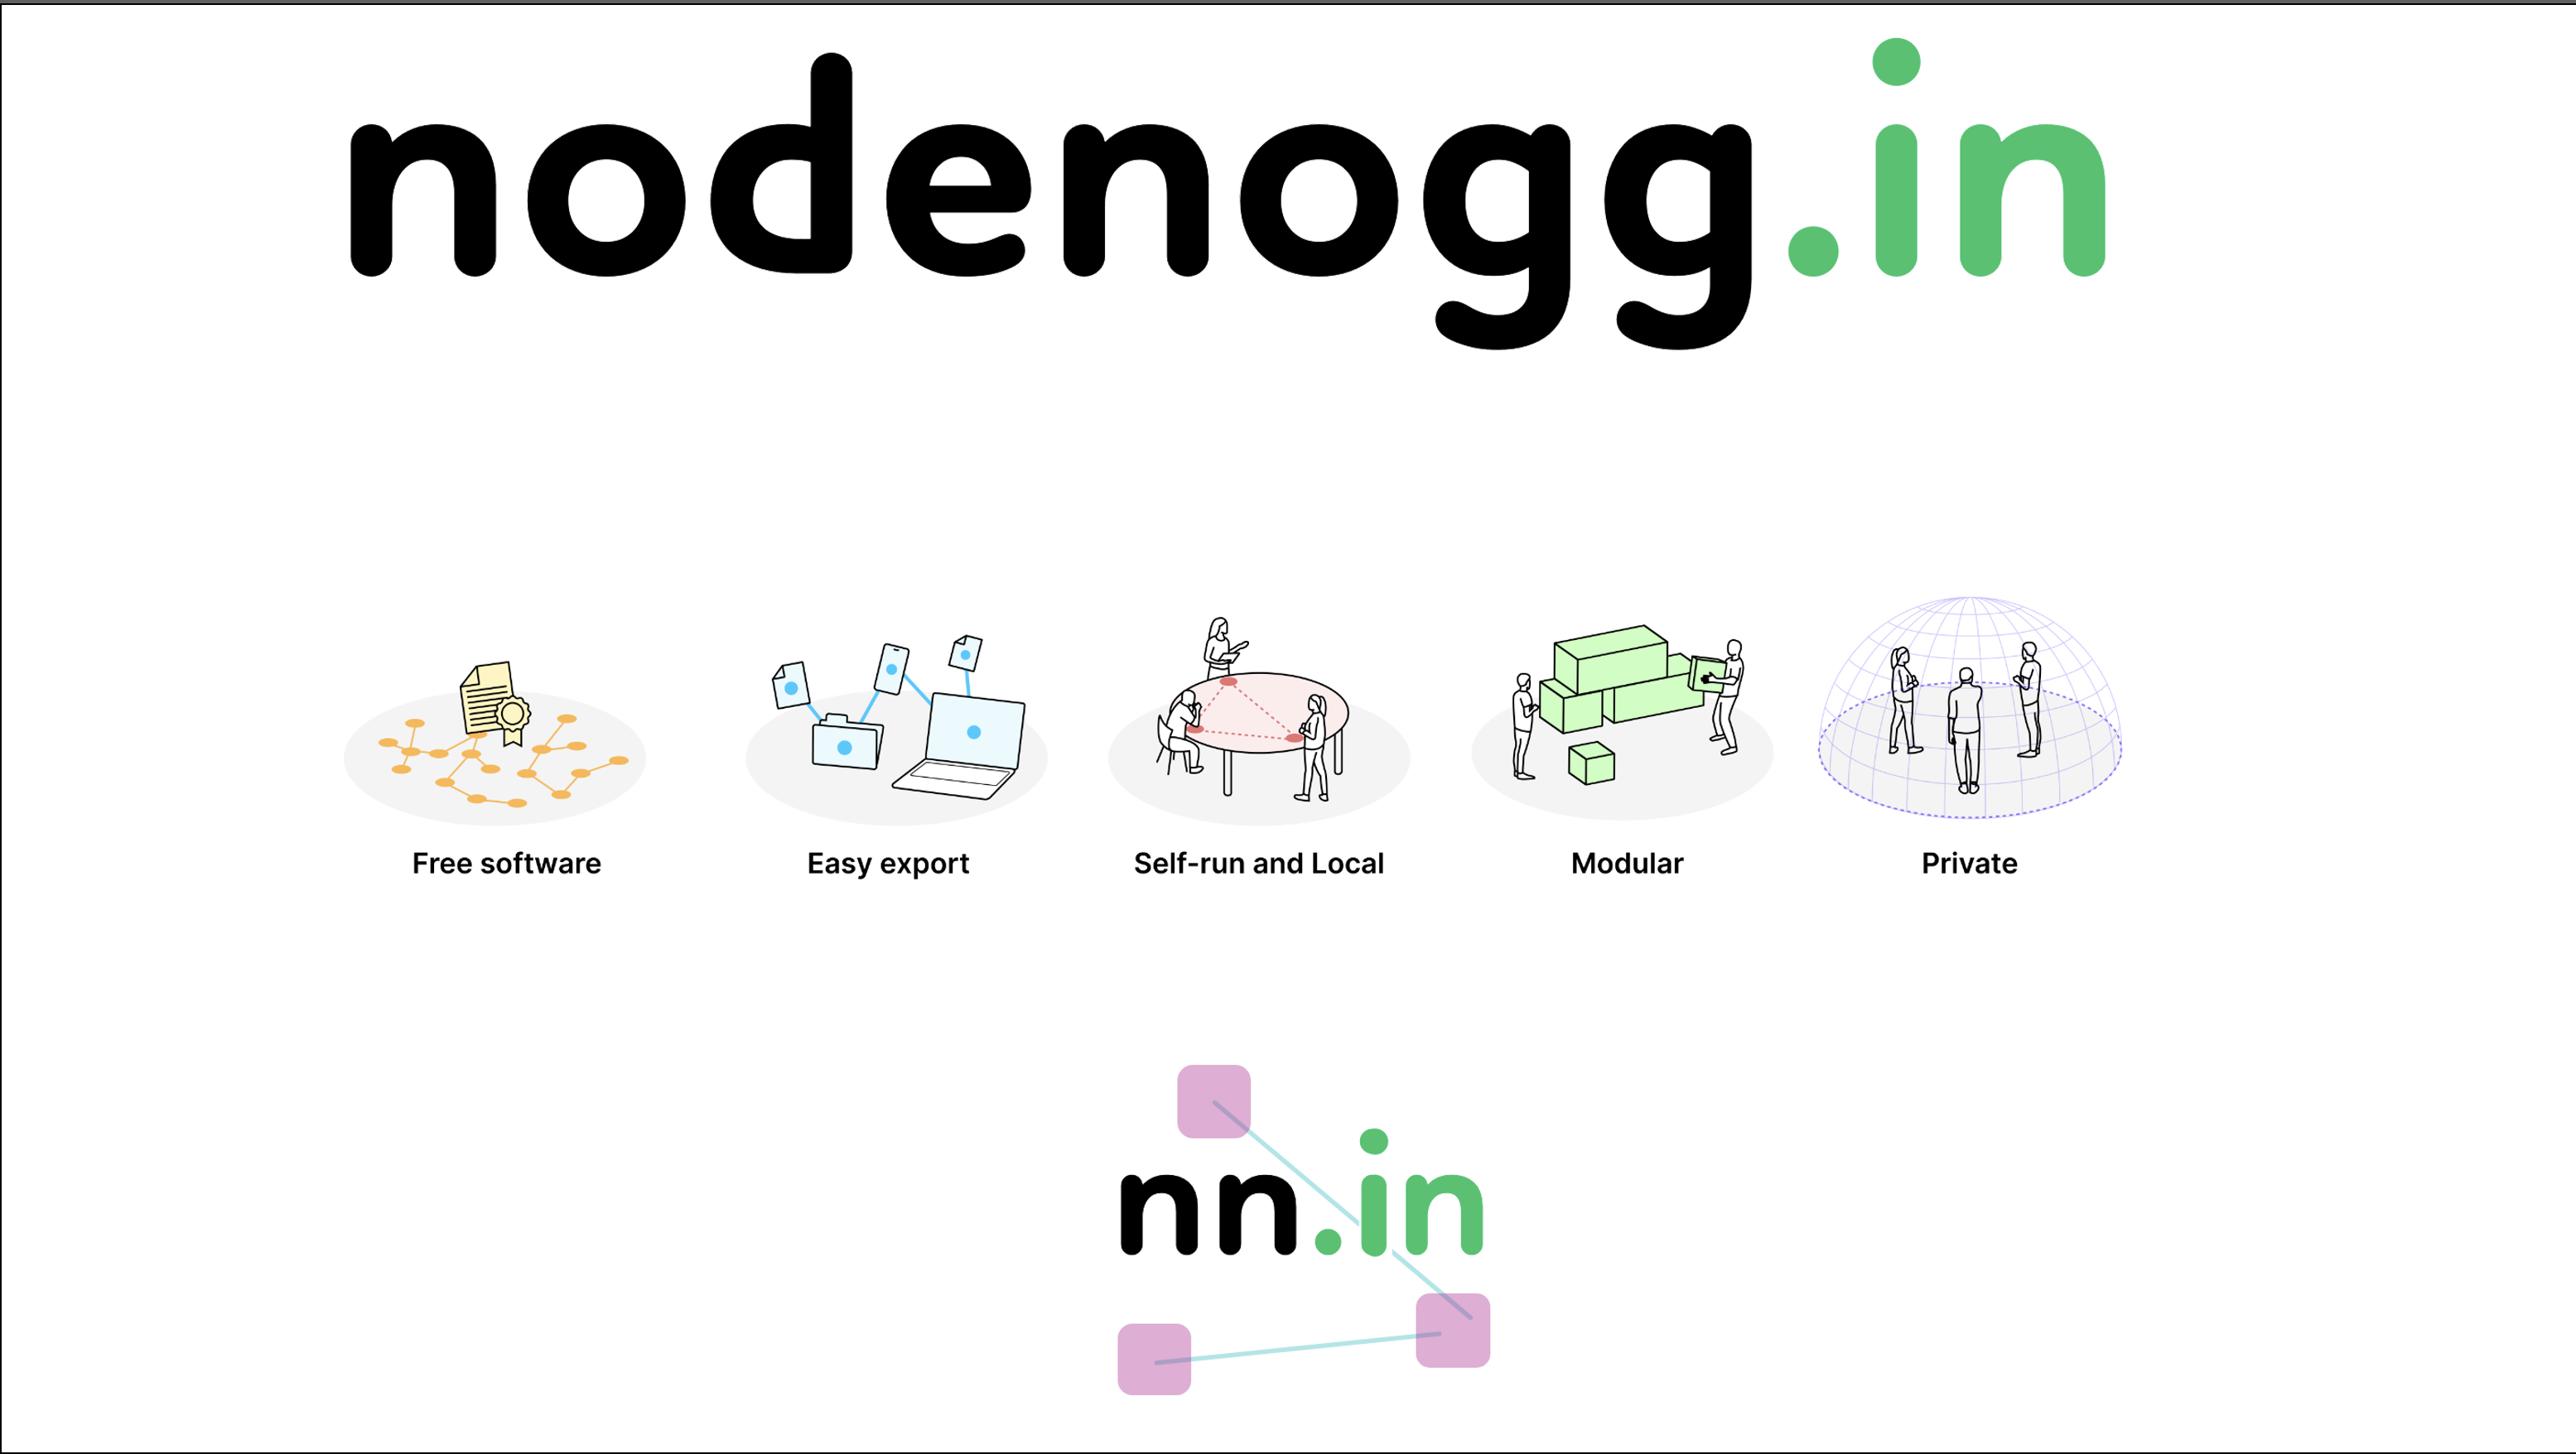 nodenogg.in
Free software
Easy export
Self-run and Local
Modular
Private
nn.in